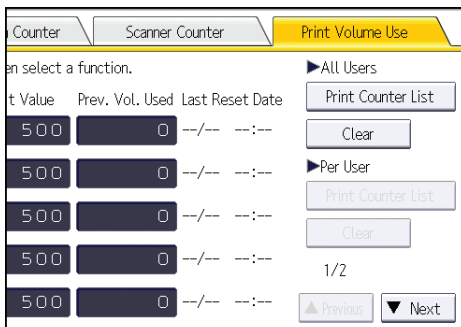 Counter Scanner Counter Print Volume Use
en select a function. ▶All Users
t Value Prev. Vol. Used Last Reset Date Print Counter List
500 0 --/-- --:-- Clear
500 0 --/-- --:-- ▶Per User
Print Counter List
500 0 --/-- --:--
Clear
500 0 --/-- --:-- 1/2
500 0 --/-- --:-- ▲ Previous ▼ Next